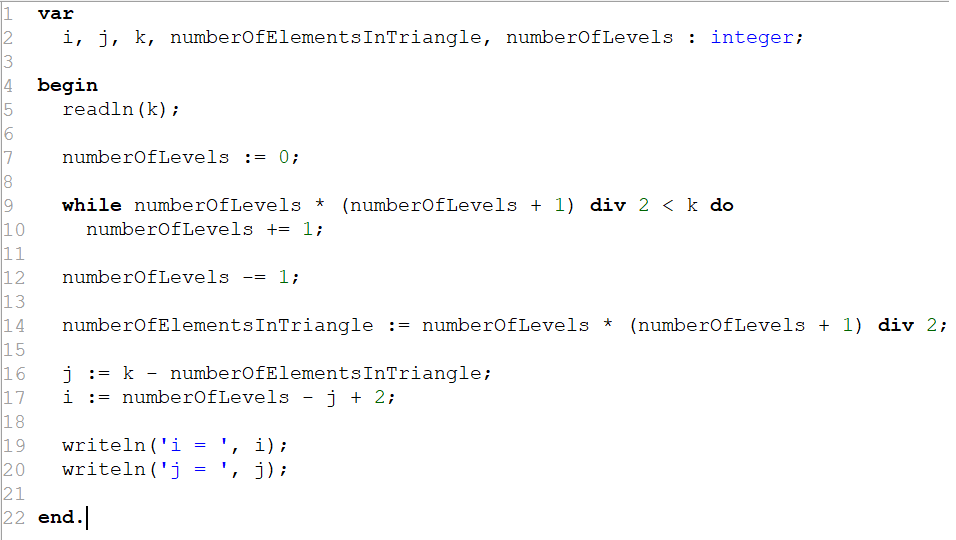 1 var
2 i, j, k, numberOfElementsInTriangle, numberOfLevels : integer;
3
4 begin
5 readln(k);
6
7 numberOfLevels := 0;
8
9 while numberOfLevels * (numberOfLevels + 1) div 2 < k do
10 numberOfLevels += 1;
11
12 numberOfLevels -= 1;
13
14 numberOfElementsInTriangle := numberOfLevels * (numberOfLevels + 1) div 2;
15
16 j := k - numberOfElementsInTriangle;
17 i := numberOfLevels - j + 2;
18
19 writeln('i = ', i);
20 writeln('j = ', j);
21
22 end.